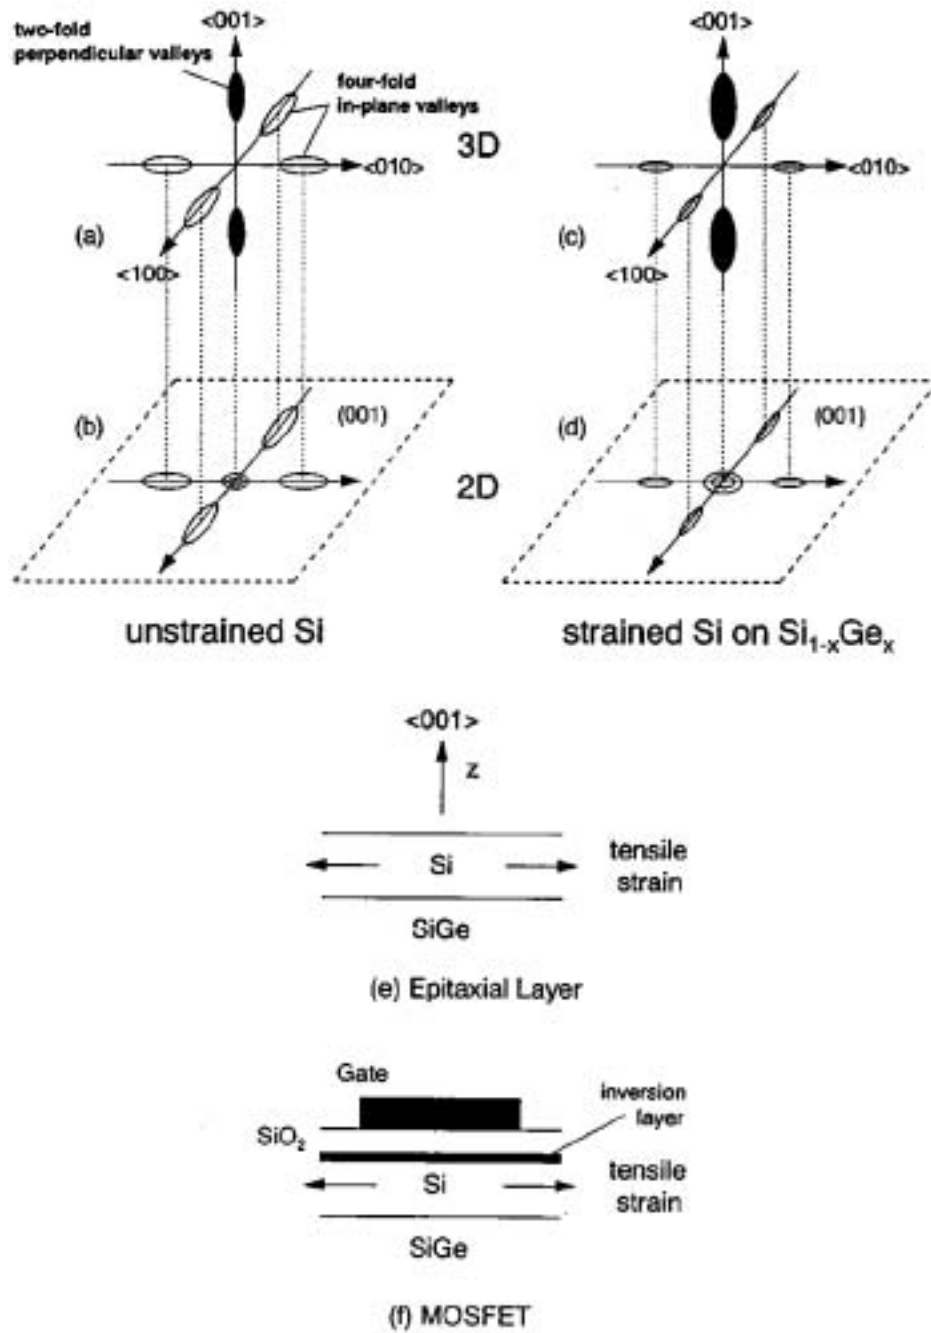 <001>
two-fold
perpendicular valleys
four-fold
in-plane valleys
<010>
(a)
<100>
3D
<001>
<010>
(c)
<100>
(b)
(001)
2D
(d)
(001)
unstrained Si
strained Si on Si₁₋ₓGeₓ
<001>
z
Si
tensile
strain
SiGe
(e) Epitaxial Layer
Gate
inversion
layer
SiO₂
Si
tensile
strain
SiGe
(f) MOSFET